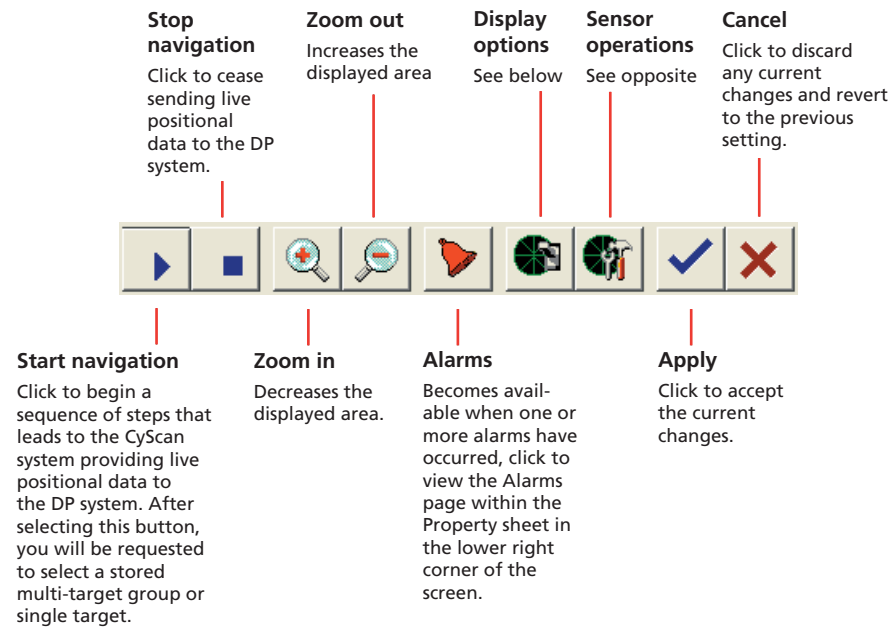 Stop
navigation
Click to cease
sending live
positional
data to the DP
system.
Zoom out
Increases the
displayed area
Display
options
See below
Sensor
operations
See opposite
Cancel
Click to discard
any current
changes and revert
to the previous
setting.
Start navigation
Click to begin a
sequence of steps that
leads to the CyScan
system providing live
positional data to
the DP system. After
selecting this button,
you will be requested
to select a stored
multi-target group or
single target.
Zoom in
Decreases the
displayed area.
Alarms
Becomes avail-
able when one or
more alarms have
occurred, click to
view the Alarms
page within the
Property sheet in
the lower right
corner of the
screen.
Apply
Click to accept
the current
changes.